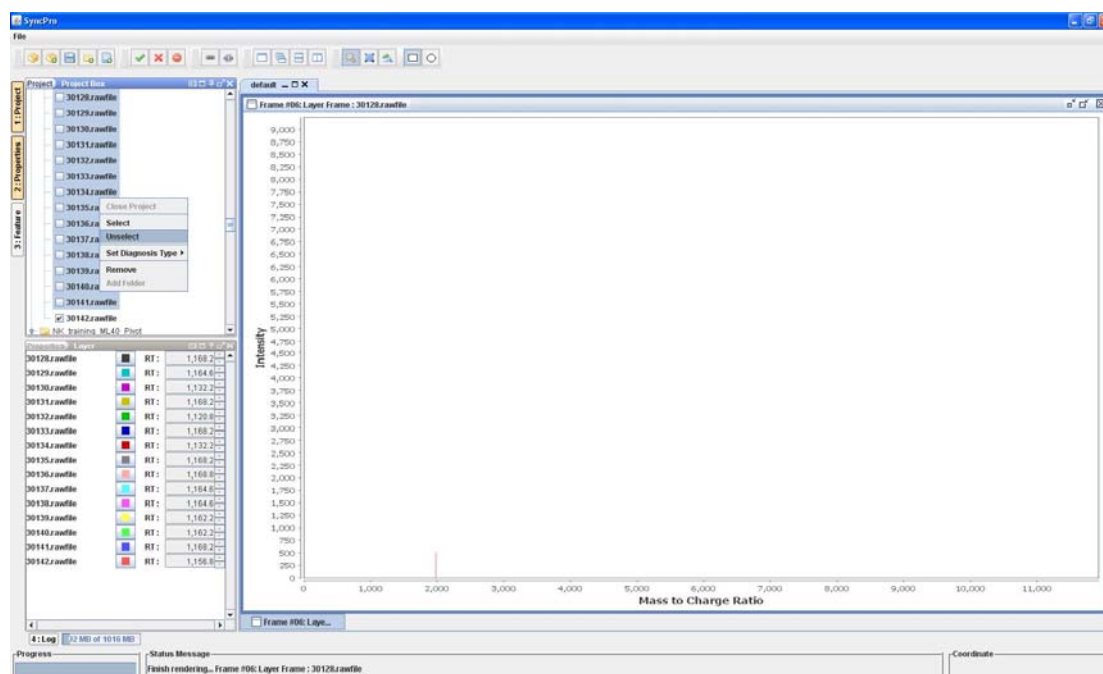 SyncPro
File
1:Project
2:Properties
3:Feature
Project Project Box
30128.rawfile
30129.rawfile
30130.rawfile
30131.rawfile
30132.rawfile
30133.rawfile
30134.rawfile
30135.ra
30136.ra
30137.ra
30138.ra
30139.ra
30140.ra
30141.rawfile
30142.rawfile
NK_training_ML40_Pivot
Close Project
Select
Unselect
Set Diagnosis Type
Remove
Add Folder
Properties Layer
30128.rawfile RT: 1,168.2
30129.rawfile RT: 1,164.6
30130.rawfile RT: 1,132.2
30131.rawfile RT: 1,168.2
30132.rawfile RT: 1,120.8
30133.rawfile RT: 1,168.2
30134.rawfile RT: 1,132.2
30135.rawfile RT: 1,168.2
30136.rawfile RT: 1,168.8
30137.rawfile RT: 1,164.6
30138.rawfile RT: 1,164.6
30139.rawfile RT: 1,162.2
30140.rawfile RT: 1,162.2
30141.rawfile RT: 1,168.2
30142.rawfile RT: 1,156.8
default
Frame #06: Layer Frame : 30128.rawfile
Intensity
9,000
8,750
8,500
8,250
8,000
7,750
7,500
7,250
7,000
6,750
6,500
6,250
6,000
5,750
5,500
5,250
5,000
4,750
4,500
4,250
4,000
3,750
3,500
3,250
3,000
2,750
2,500
2,250
2,000
1,750
1,500
1,250
1,000
750
500
250
0
0 1,000 2,000 3,000 4,000 5,000 6,000 7,000 8,000 9,000 10,000 11,000
Mass to Charge Ratio
Frame #06: Laye...
4:Log MB of 1016 MB
Progress Status Message Coordinate
Finish rendering... Frame #06: Layer Frame : 30128.rawfile